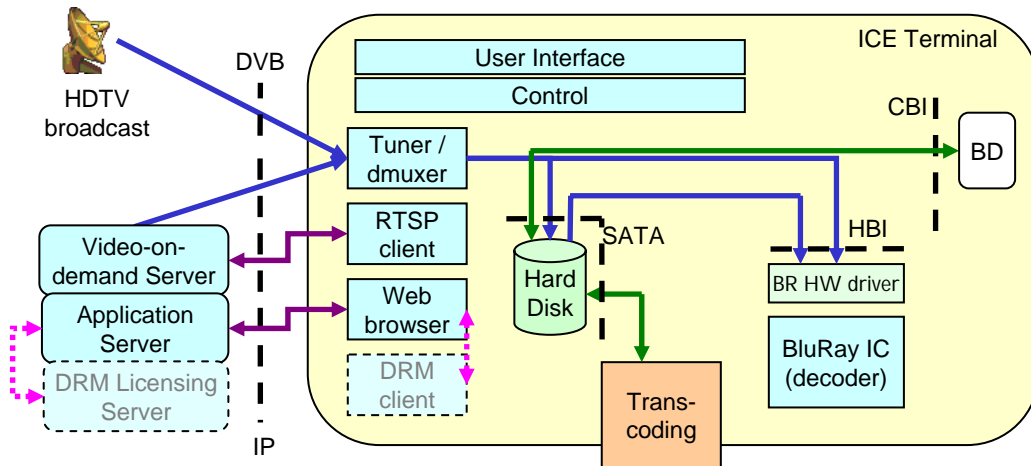 HDTV
broadcast
DVB
ICE Terminal
User Interface
Control
Tuner /
dmuxer
CBI
BD
Video-on-
demand Server
RTSP
client
SATA
HBI
Hard
Disk
BR HW driver
Application
Server
Web
browser
BluRay IC
(decoder)
DRM Licensing
Server
DRM
client
Trans-
coding
IP